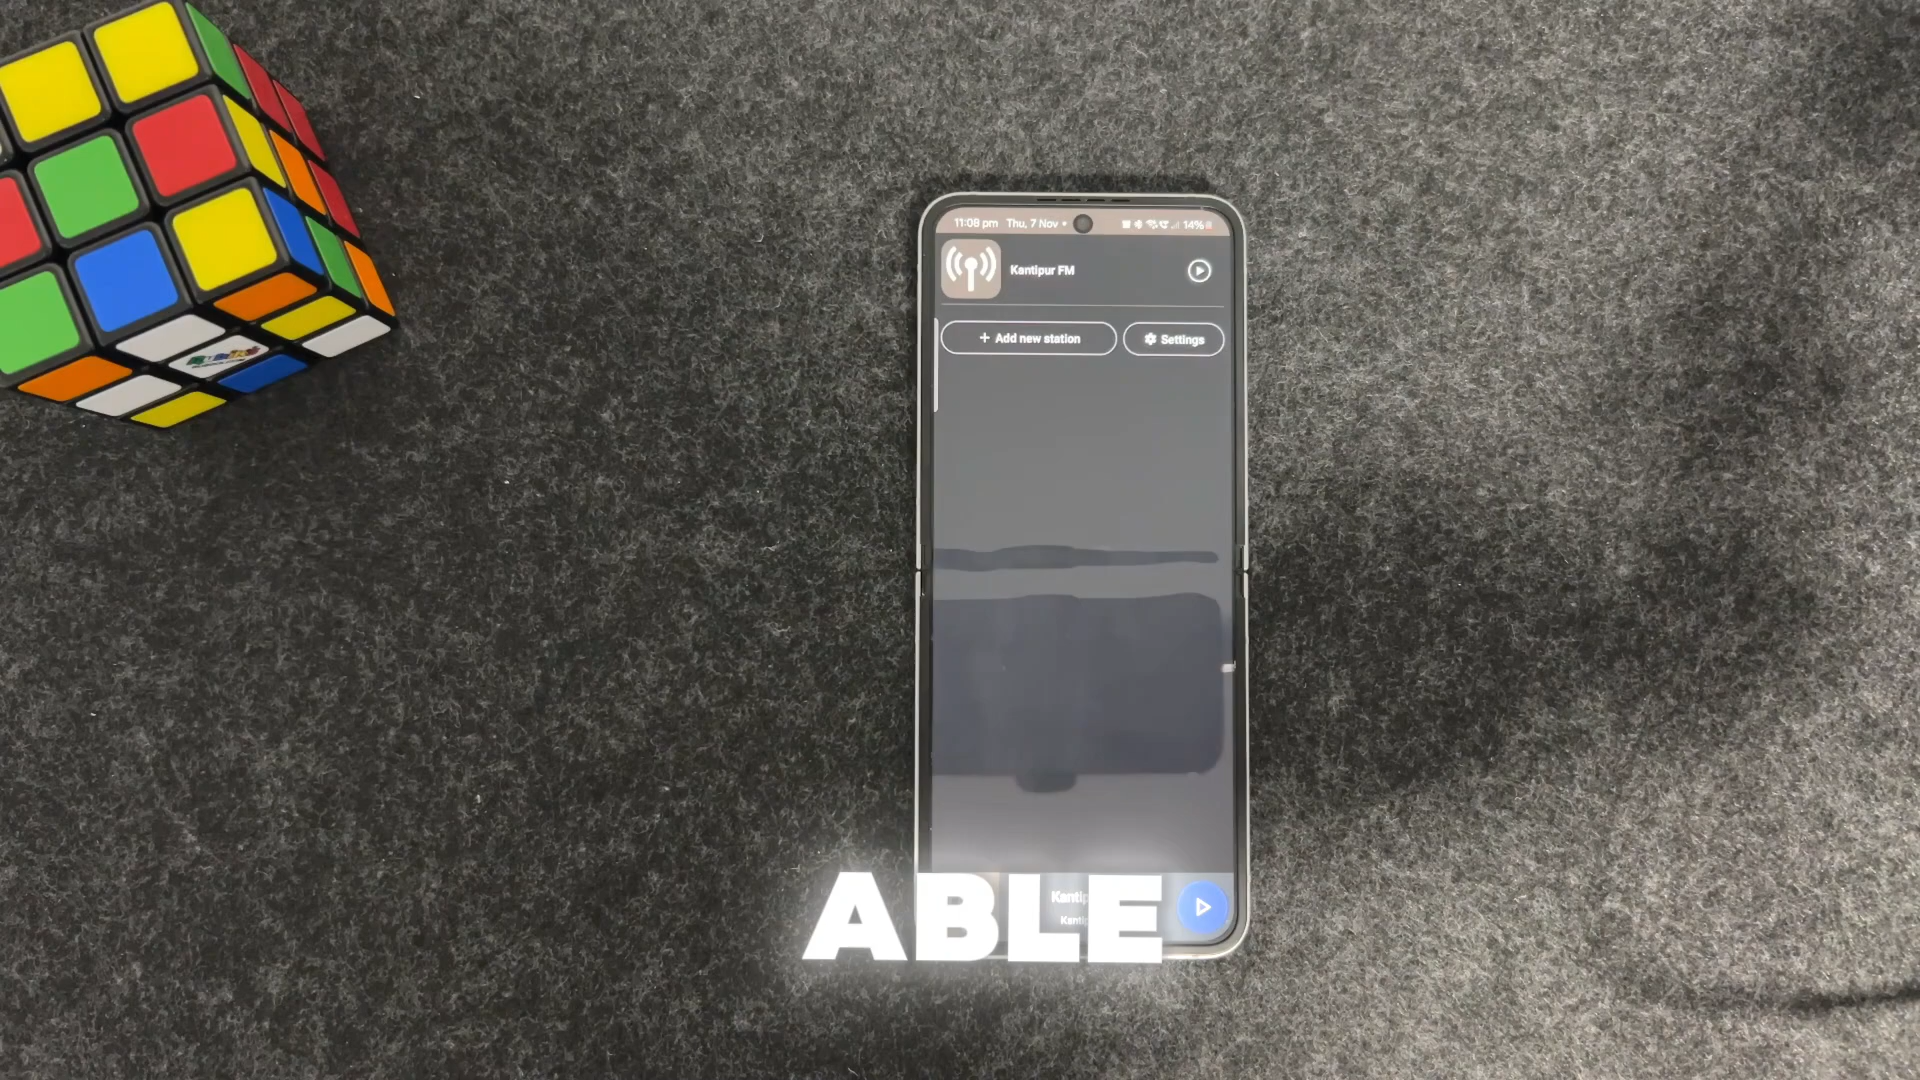 11:08 pm Thu, 7 Nov • 14%
Kantipur FM
+ Add new station
Settings
ABLE